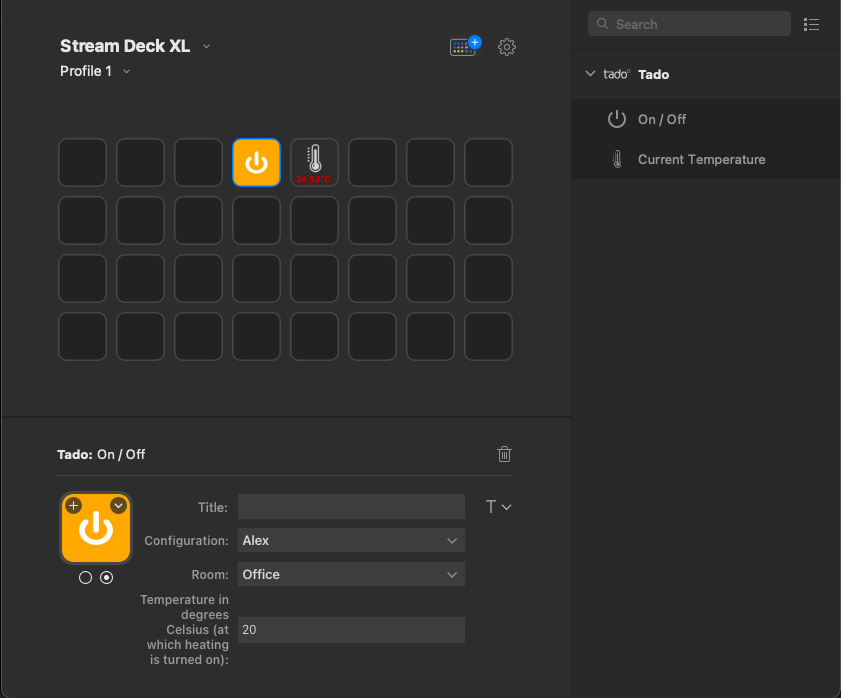 Stream Deck XL
Profile 1
24.52°C
Search
tado° Tado
On / Off
Current Temperature
Tado: On / Off
Title:
T
Configuration: Alex
Room: Office
Temperature in
degrees
Celsius (at
which heating
is turned on):
20